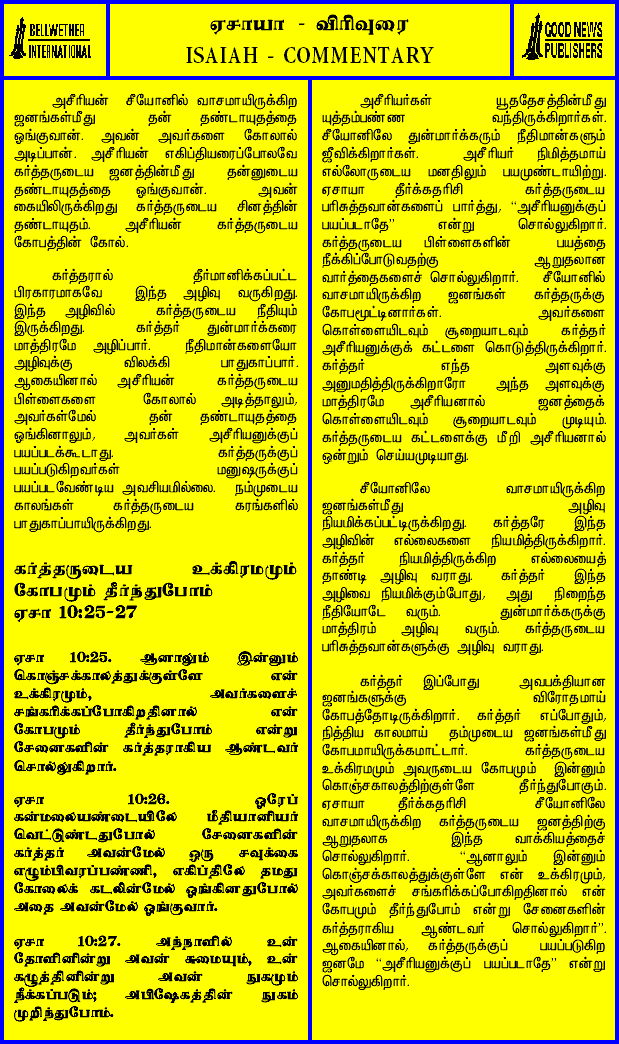 BELLWETHER
INTERNATIONAL
ஏசாயா - விரிவுரை
ISAIAH - COMMENTARY
GOOD NEWS
PUBLISHERS
அசீரியன் சீயோனில் வாசமாயிருக்கிற
ஜனங்கள்மீது தன் தண்டாயுதத்தை
ஓங்குவான். அவன் அவர்களை கோலால்
அடிப்பான். அசீரியன் எகிப்தியரைப்போலவே
கர்த்தருடைய ஜனத்தின்மீது தன்னுடைய
தண்டாயுதத்தை ஓங்குவான். அவன்
கையிலிருக்கிறது கர்த்தருடைய சினத்தின்
தண்டாயுதம். அசீரியன் கர்த்தருடைய
கோபத்தின் கோல்.
கர்த்தரால் தீர்மானிக்கப்பட்ட
பிரகாரமாகவே இந்த அழிவு வருகிறது.
இந்த அழிவில் கர்த்தருடைய நீதியும்
இருக்கிறது. கர்த்தர் துன்மார்க்கரை
மாத்திரமே அழிப்பார். நீதிமான்களையோ
அழிவுக்கு விலக்கி பாதுகாப்பார்.
ஆகையினால் அசீரியன் கர்த்தருடைய
பிள்ளைகளை கோலால் அடித்தாலும்,
அவர்கள்மேல் தன் தண்டாயுதத்தை
ஓங்கினாலும், அவர்கள் அசீரியனுக்குப்
பயப்படக்கூடாது. கர்த்தருக்குப்
பயப்படுகிறவர்கள் மனுஷருக்குப்
பயப்படவேண்டிய அவசியமில்லை. நம்முடைய
காலங்கள் கர்த்தருடைய கரங்களில்
பாதுகாப்பாயிருக்கிறது.
கர்த்தருடைய உக்கிரமமும்
கோபமும் தீர்ந்துபோம்
ஏசா 10:25-27
ஏசா 10:25. ஆனாலும் இன்னும்
கொஞ்சக்காலத்துக்குள்ளே என்
உக்கிரமும், அவர்களைச்
சங்கரிக்கப்போகிறதினால் என்
கோபமும் தீர்ந்துபோம் என்று
சேனைகளின் கர்த்தராகிய ஆண்டவர்
சொல்லுகிறார்.
ஏசா 10:26. ஓரேப்
கன்மலையண்டையிலே மீதியானியர்
வெட்டுண்டதுபோல் சேனைகளின்
கர்த்தர் அவன்மேல் ஒரு சவுக்கை
எழும்பிவரப்பண்ணி, எகிப்திலே தமது
கோலைக் கடலின்மேல் ஓங்கினதுபோல்
அதை அவன்மேல் ஓங்குவார்.
ஏசா 10:27. அந்நாளில் உன்
தோளினின்று அவன் சுமையும், உன்
கழுத்தினின்று அவன் நுகமும்
நீக்கப்படும்; அபிஷேகத்தின் நுகம்
முறிந்துபோம்.
அசீரியர்கள் யூததேசத்தின்மீது
யுத்தம்பண்ண வந்திருக்கிறார்கள்.
சீயோனிலே துன்மார்க்கரும் நீதிமான்களும்
ஜீவிக்கிறார்கள். அசீரியர் நிமித்தமாய்
எல்லோருடைய மனதிலும் பயமுண்டாயிற்று.
ஏசாயா தீர்க்கதரிசி கர்த்தருடைய
பரிசுத்தவான்களைப் பார்த்து, “அசீரியனுக்குப்
பயப்படாதே” என்று சொல்லுகிறார்.
கர்த்தருடைய பிள்ளைகளின் பயத்தை
நீக்கிப்போடுவதற்கு ஆறுதலான
வார்த்தைகளைச் சொல்லுகிறார். சீயோனில்
வாசமாயிருக்கிற ஜனங்கள் கர்த்தருக்கு
கோபமூட்டினார்கள். அவர்களை
கொள்ளையிடவும் சூறையாடவும் கர்த்தர்
அசீரியனுக்குக் கட்டளை கொடுத்திருக்கிறார்.
கர்த்தர் எந்த அளவுக்கு
அனுமதித்திருக்கிறாரோ அந்த அளவுக்கு
மாத்திரமே அசீரியனால் ஜனத்தைக்
கொள்ளையிடவும் சூறையாடவும் முடியும்.
கர்த்தருடைய கட்டளைக்கு மீறி அசீரியனால்
ஒன்றும் செய்யமுடியாது.
சீயோனிலே வாசமாயிருக்கிற
ஜனங்கள்மீது அழிவு
நியமிக்கப்பட்டிருக்கிறது. கர்த்தரே இந்த
அழிவின் எல்லைகளை நியமித்திருக்கிறார்.
கர்த்தர் நியமித்திருக்கிற எல்லையைத்
தாண்டி அழிவு வராது. கர்த்தர் இந்த
அழிவை நியமிக்கும்போது, அது நிறைந்த
நீதியோடே வரும். துன்மார்க்கருக்கு
மாத்திரம் அழிவு வரும். கர்த்தருடைய
பரிசுத்தவான்களுக்கு அழிவு வராது.
கர்த்தர் இப்போது அவபக்தியான
ஜனங்களுக்கு விரோதமாய்
கோபத்தோடிருக்கிறார். கர்த்தர் எப்போதும்,
நித்திய காலமாய் தம்முடைய ஜனங்கள்மீது
கோபமாயிருக்கமாட்டார். கர்த்தருடைய
உக்கிரமமும் அவருடைய கோபமும் இன்னும்
கொஞ்சகாலத்திற்குள்ளே தீர்ந்துபோகும்.
ஏசாயா தீர்க்கதரிசி சீயோனிலே
வாசமாயிருக்கிற கர்த்தருடைய ஜனத்திற்கு
ஆறுதலாக இந்த வாக்கியத்தைச்
சொல்லுகிறார். “ஆனாலும் இன்னும்
கொஞ்சக்காலத்துக்குள்ளே என் உக்கிரமும்,
அவர்களைச் சங்கரிக்கப்போகிறதினால் என்
கோபமும் தீர்ந்துபோம் என்று சேனைகளின்
கர்த்தராகிய ஆண்டவர் சொல்லுகிறார்”.
ஆகையினால், கர்த்தருக்குப் பயப்படுகிற
ஜனமே “அசீரியனுக்குப் பயப்படாதே” என்று
சொல்லுகிறார்.